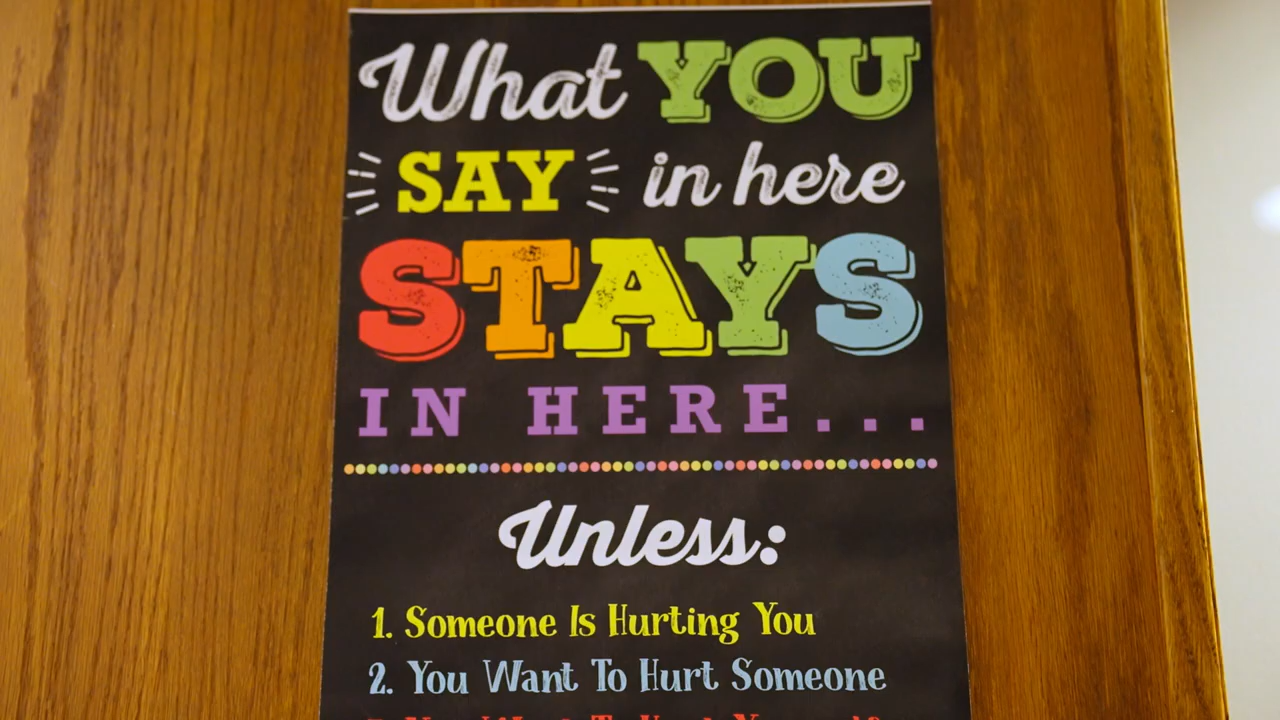 What YOU
SAY in here
STAYS
IN HERE...
Unless:
1. Someone Is Hurting You
2. You Want To Hurt Someone